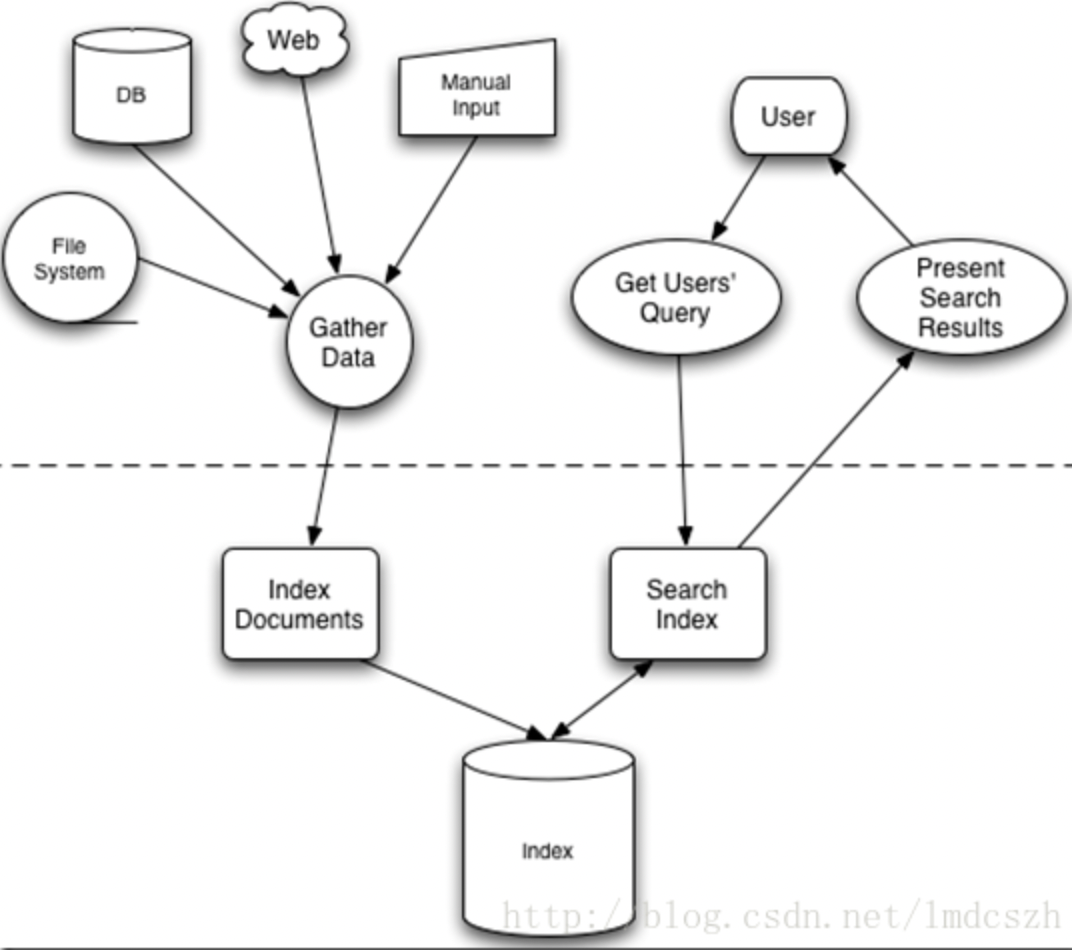 Web
DB
Manual
Input
User
File
System
Get Users'
Query
Present
Search
Results
Gather
Data
Index
Documents
Search
Index
Index
http://blog.csdn.net/lmdcszh